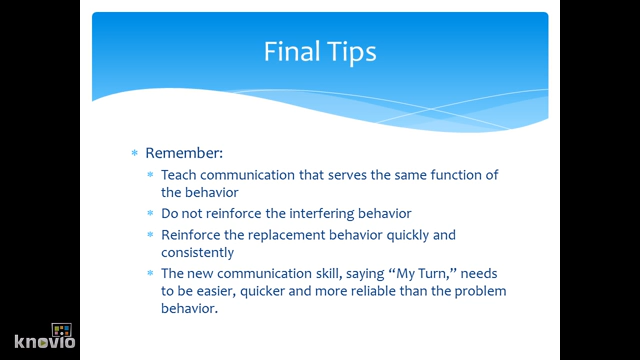 Final Tips
Remember:
Teach communication that serves the same function of
the behavior
Do not reinforce the interfering behavior
Reinforce the replacement behavior quickly and
consistently
The new communication skill, saying “My Turn,” needs
to be easier, quicker and more reliable than the problem
behavior.
knovio